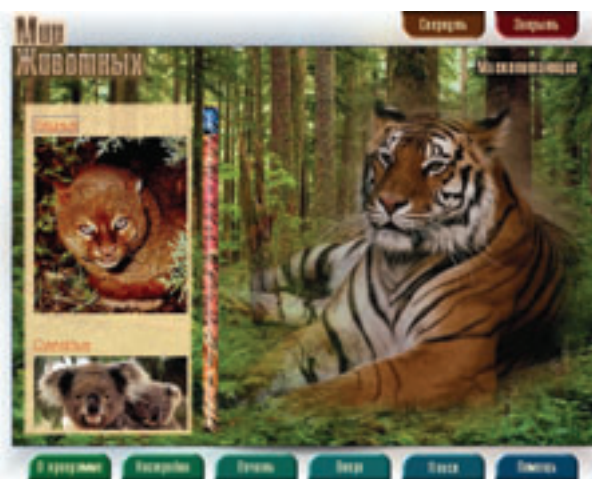 Мир
Животных
Свернуть
Закрыть
Млекопитающие
Сумчатые
О программе
Настройки
Печать
Поиск
Помощь